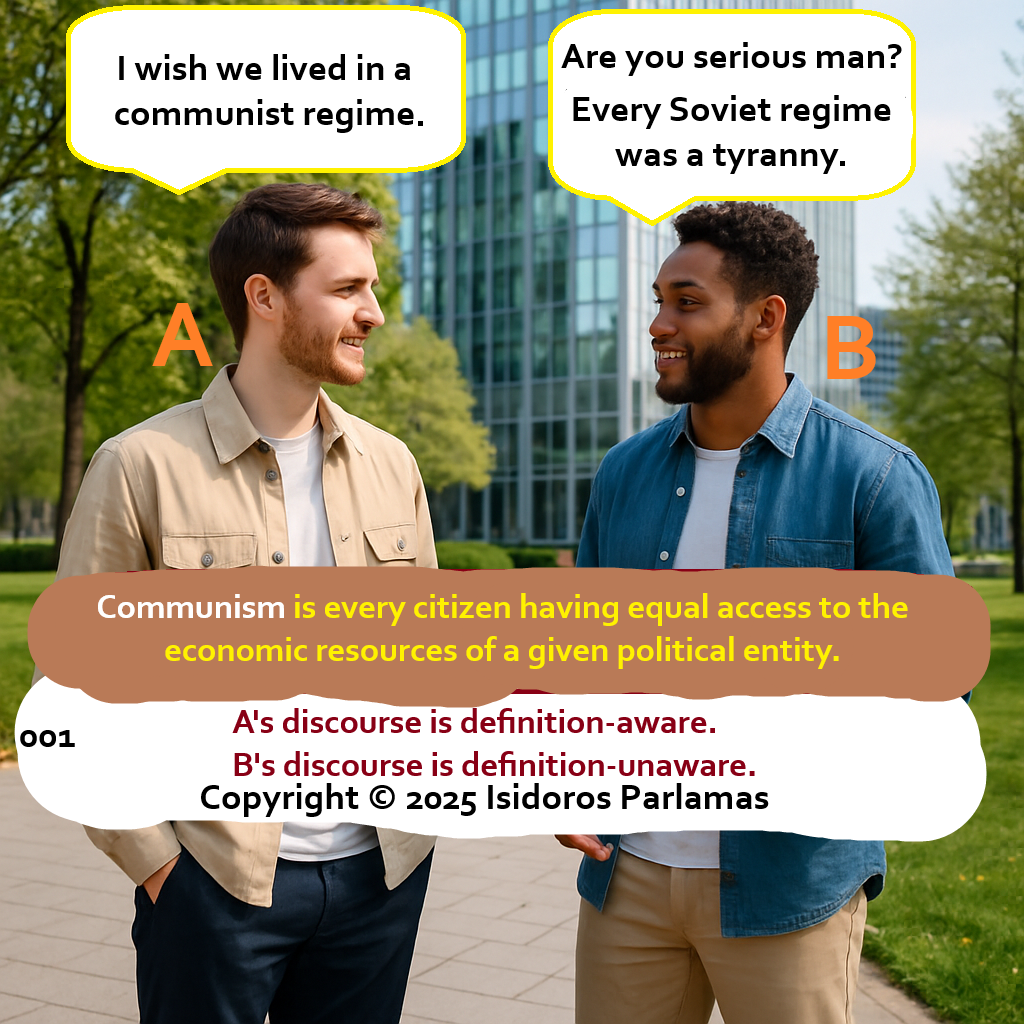 I wish we lived in a
communist regime.
Are you serious man?
Every Soviet regime
was a tyranny.
A
B
Communism is every citizen having equal access to the
economic resources of a given political entity.
001
A's discourse is definition-aware.
B's discourse is definition-unaware.
Copyright © 2025 Isidoros Parlamas